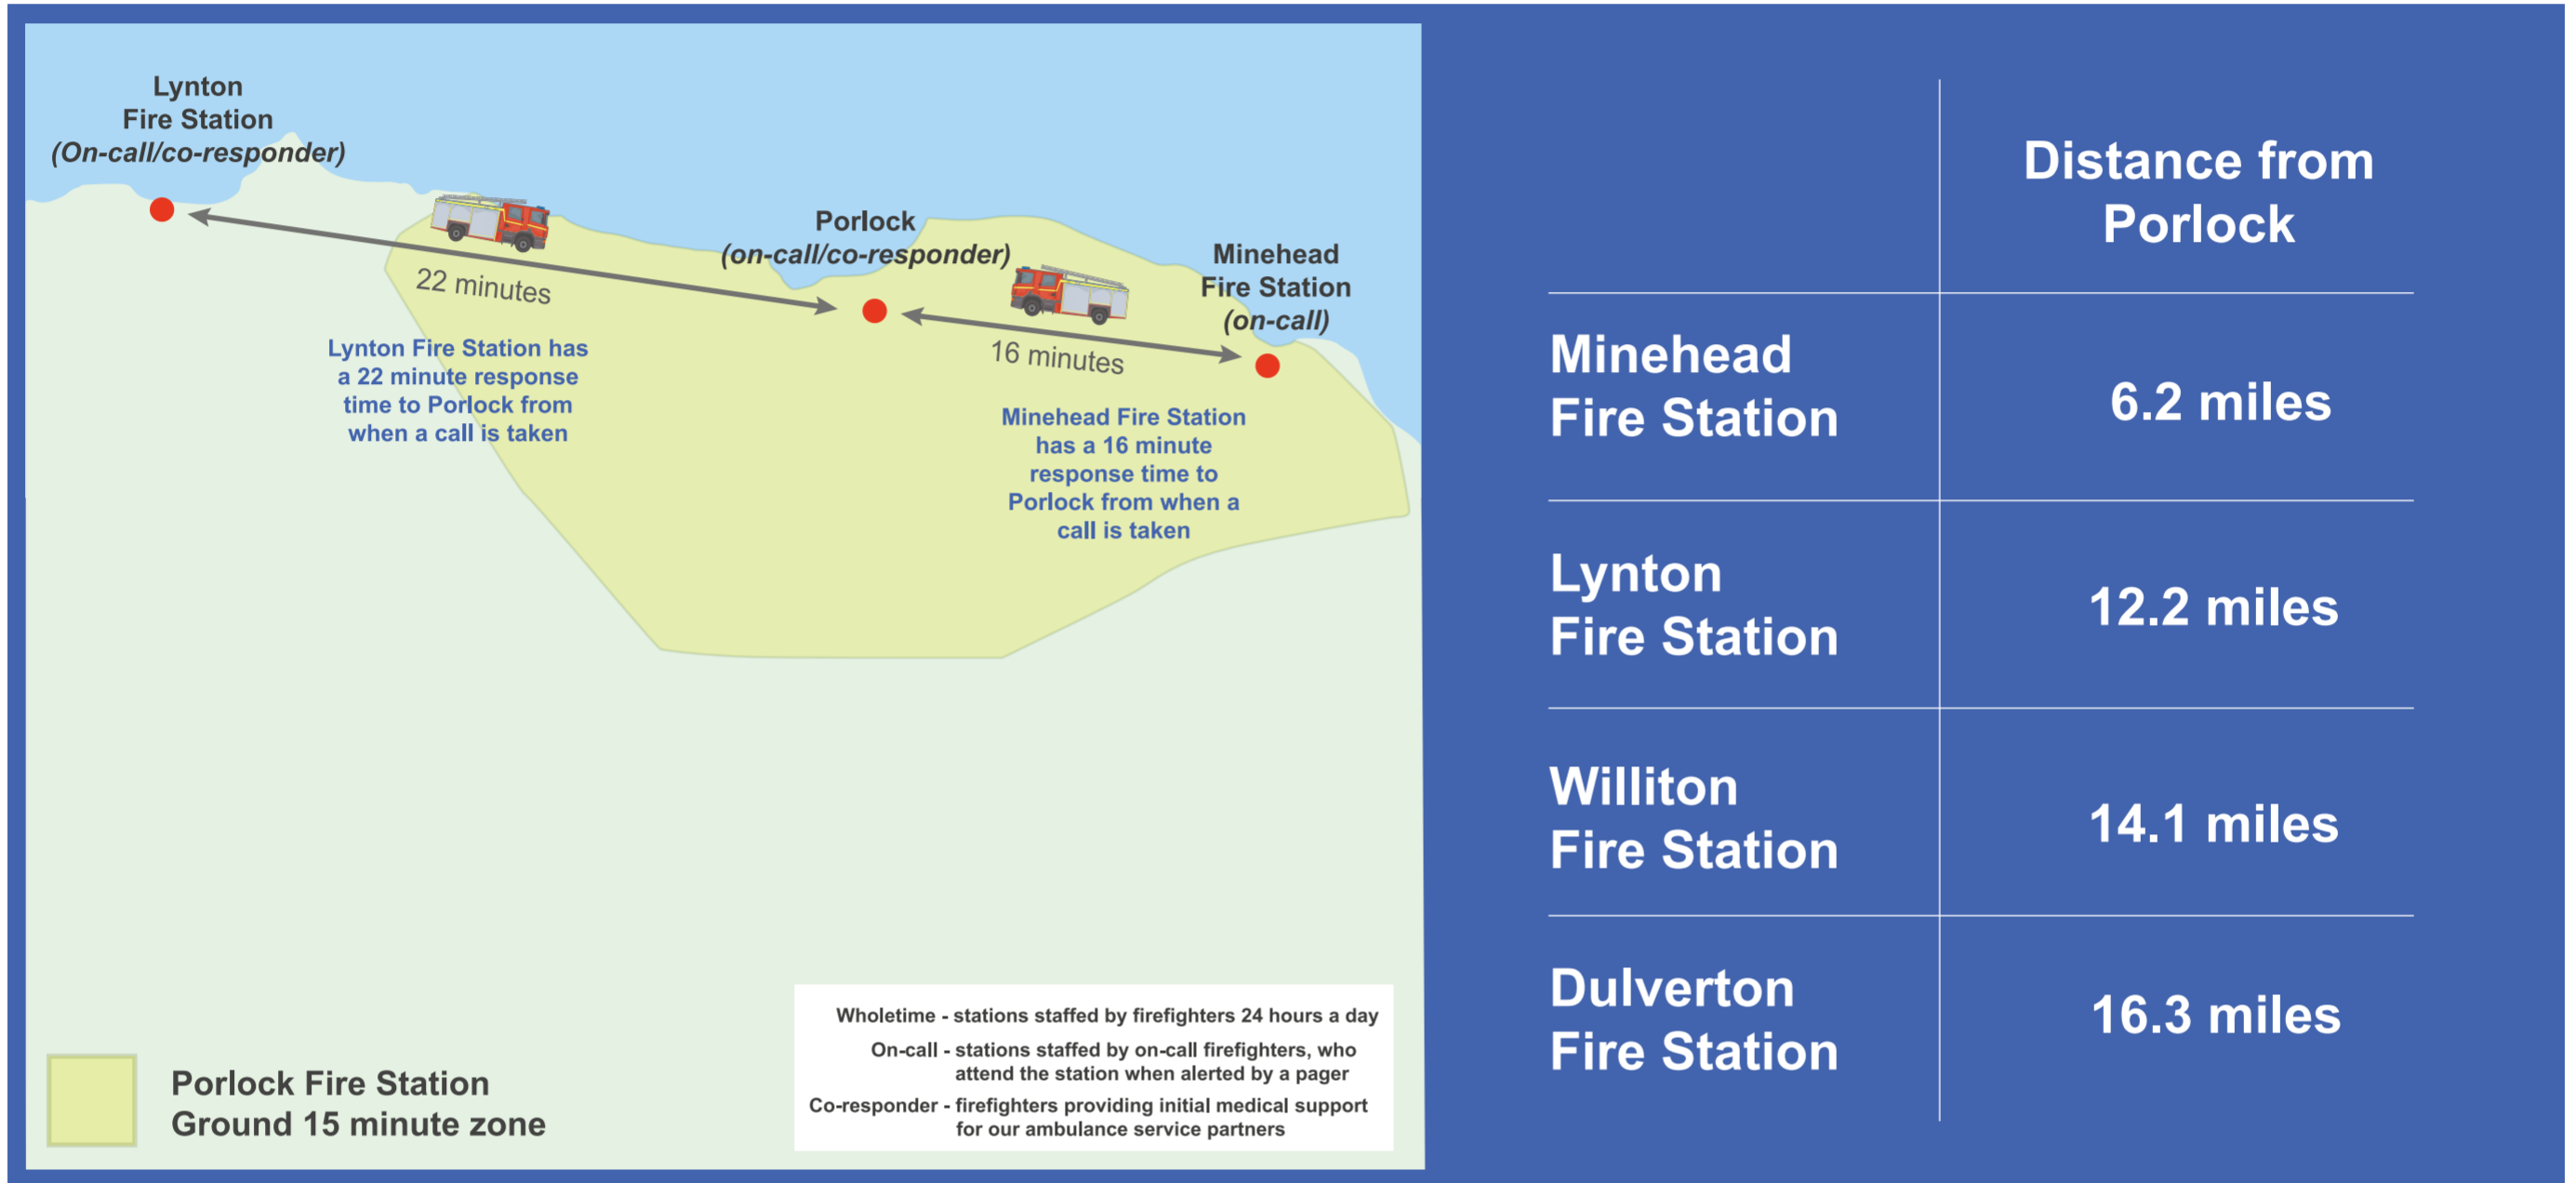 Lynton
Fire Station
(On-call/co-responder)
22 minutes
Lynton Fire Station has
a 22 minute response
time to Porlock from
when a call is taken
Porlock
(on-call/co-responder)
16 minutes
Minehead
Fire Station
(on-call)
Minehead Fire Station
has a 16 minute
response time to
Porlock from when a
call is taken
Porlock Fire Station
Ground 15 minute zone
Wholetime - stations staffed by firefighters 24 hours a day
On-call - stations staffed by on-call firefighters, who
attend the station when alerted by a pager
Co-responder - firefighters providing initial medical support
for our ambulance service partners
Distance from
Porlock
Minehead
Fire Station
6.2 miles
Lynton
Fire Station
12.2 miles
Williton
Fire Station
14.1 miles
Dulverton
Fire Station
16.3 miles